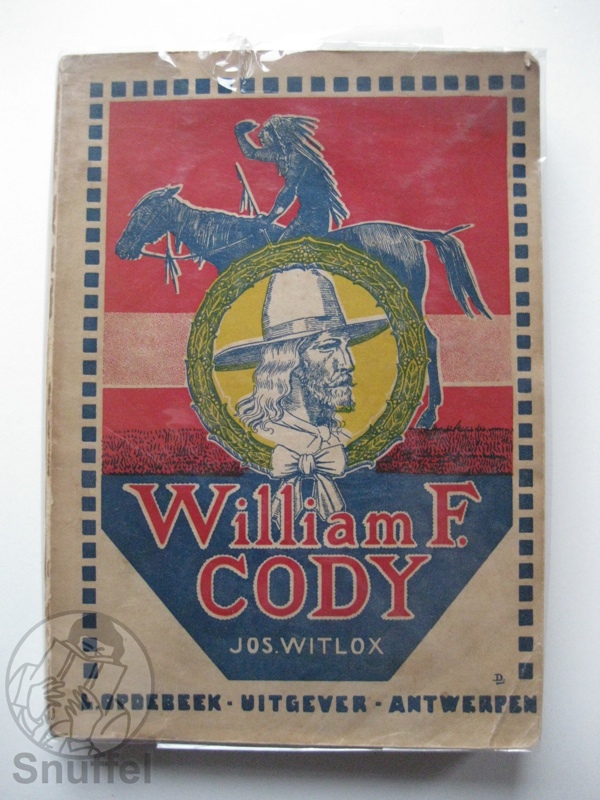 William F.
CODY
JOS. WITLOX
L. OPDEBEEK · UITGEVER · ANTWERPEN
Snuffel